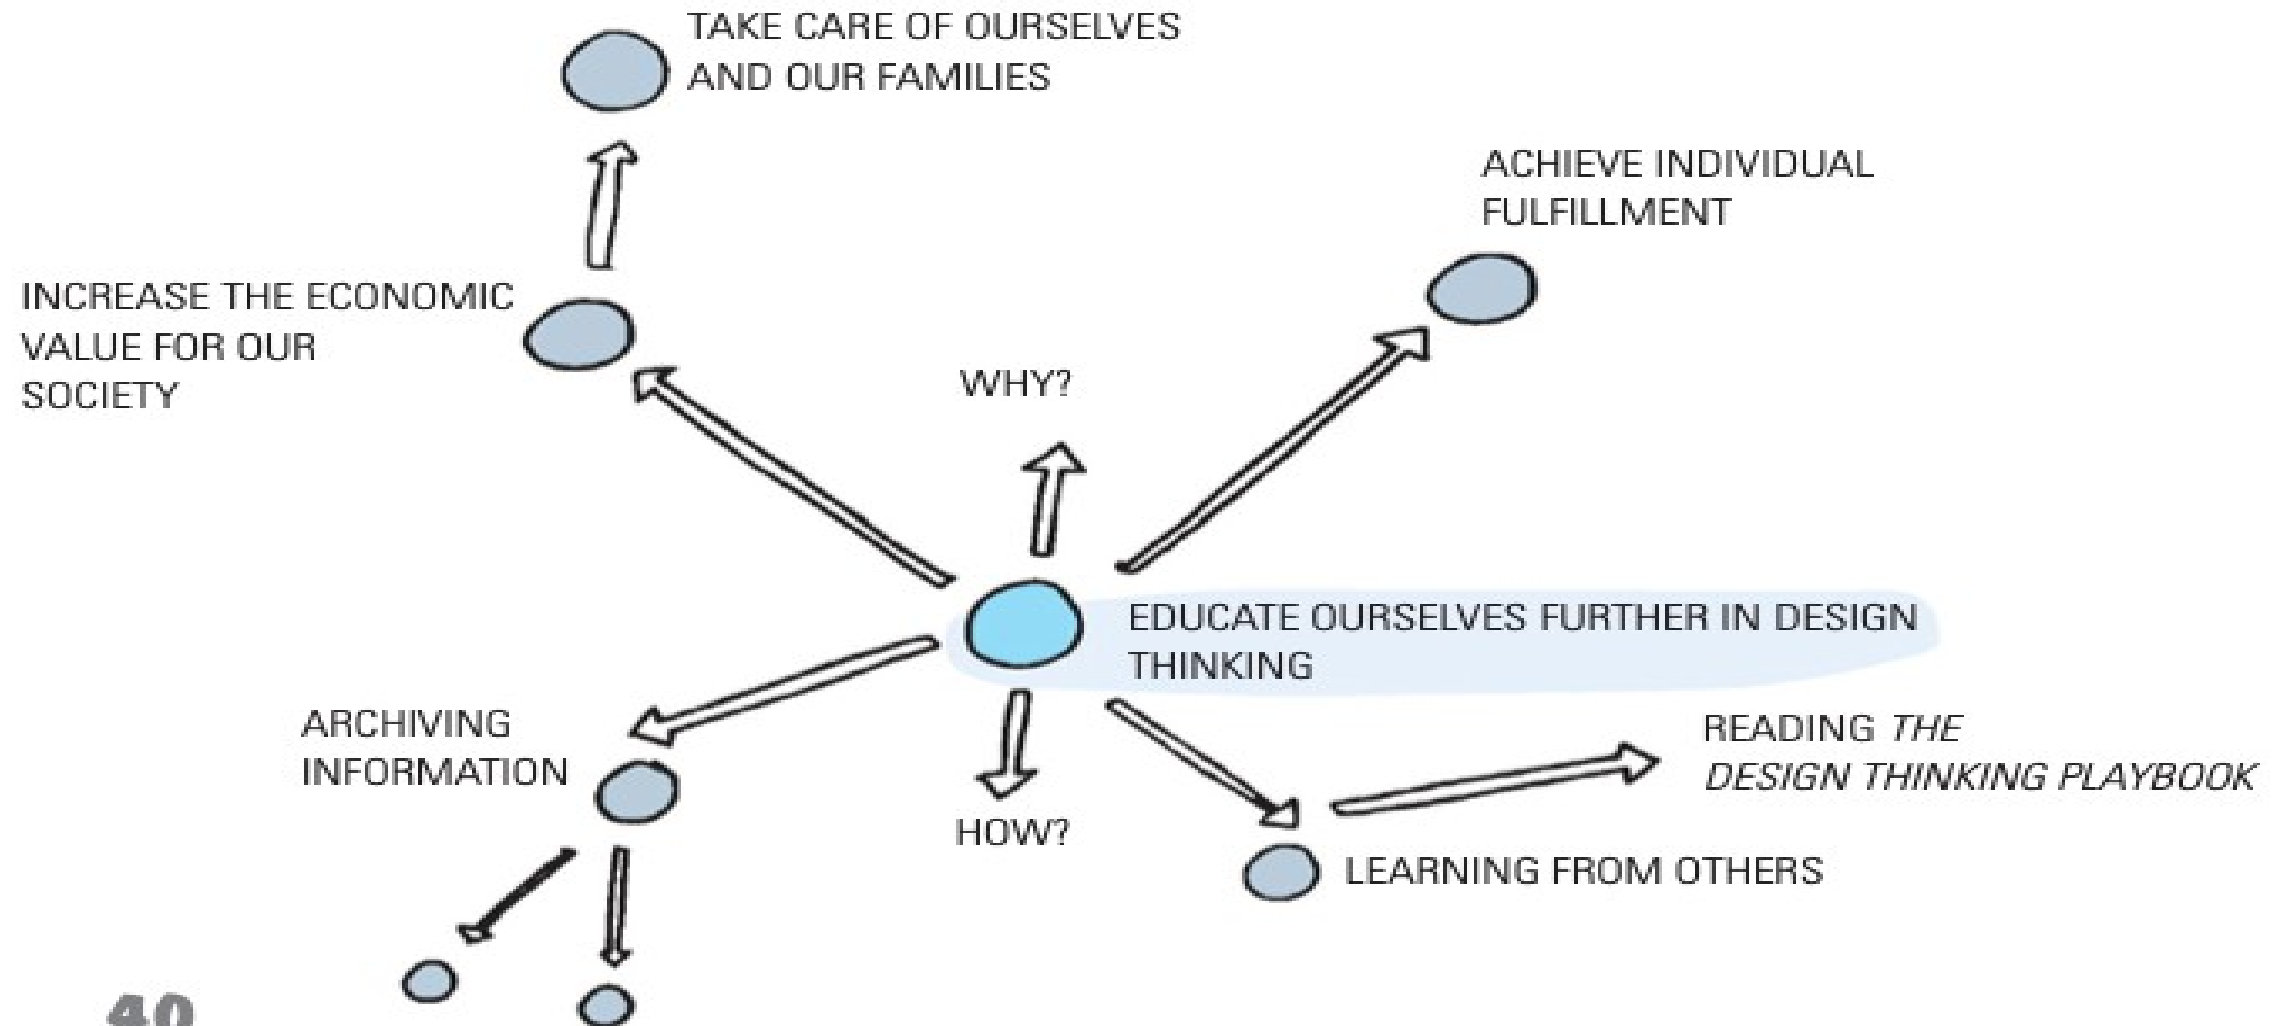 TAKE CARE OF OURSELVES
AND OUR FAMILIES
ACHIEVE INDIVIDUAL
FULFILLMENT
INCREASE THE ECONOMIC
VALUE FOR OUR
SOCIETY
WHY?
EDUCATE OURSELVES FURTHER IN DESIGN
THINKING
ARCHIVING
INFORMATION
READING THE
DESIGN THINKING PLAYBOOK
HOW?
LEARNING FROM OTHERS
40